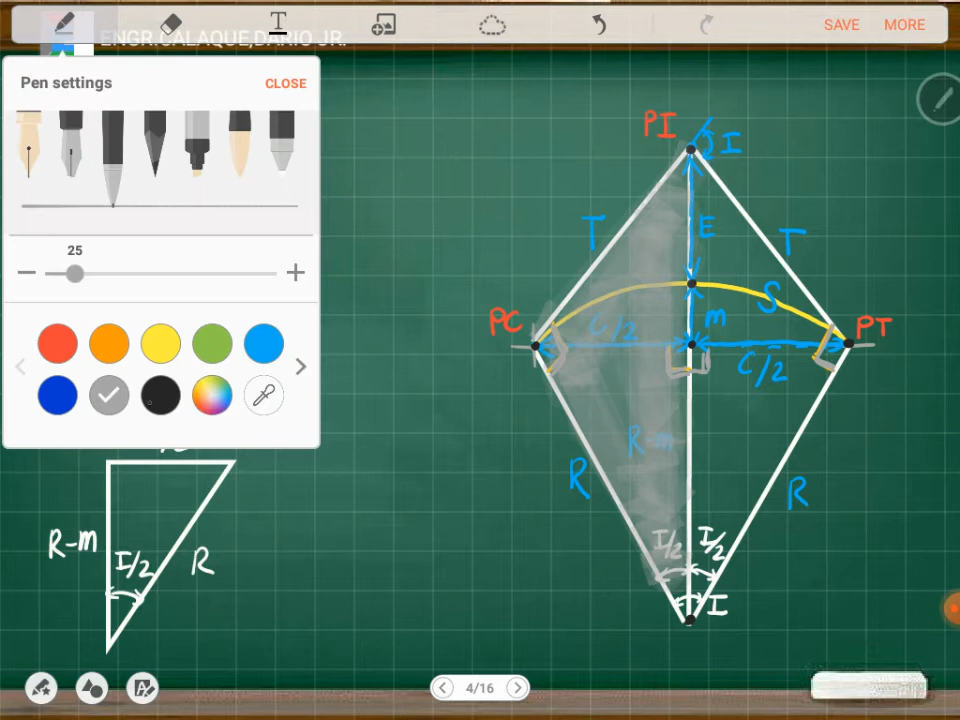 T
SAVE
MORE
ENGR.CALAQUE,DARIO JR.
Pen settings
CLOSE
25
PI
I
T
E
T
S
PC
C/2
m
PT
C/2
R-m
R
R
I/2
I/2
I
R-m
I/2
R
A
4/16